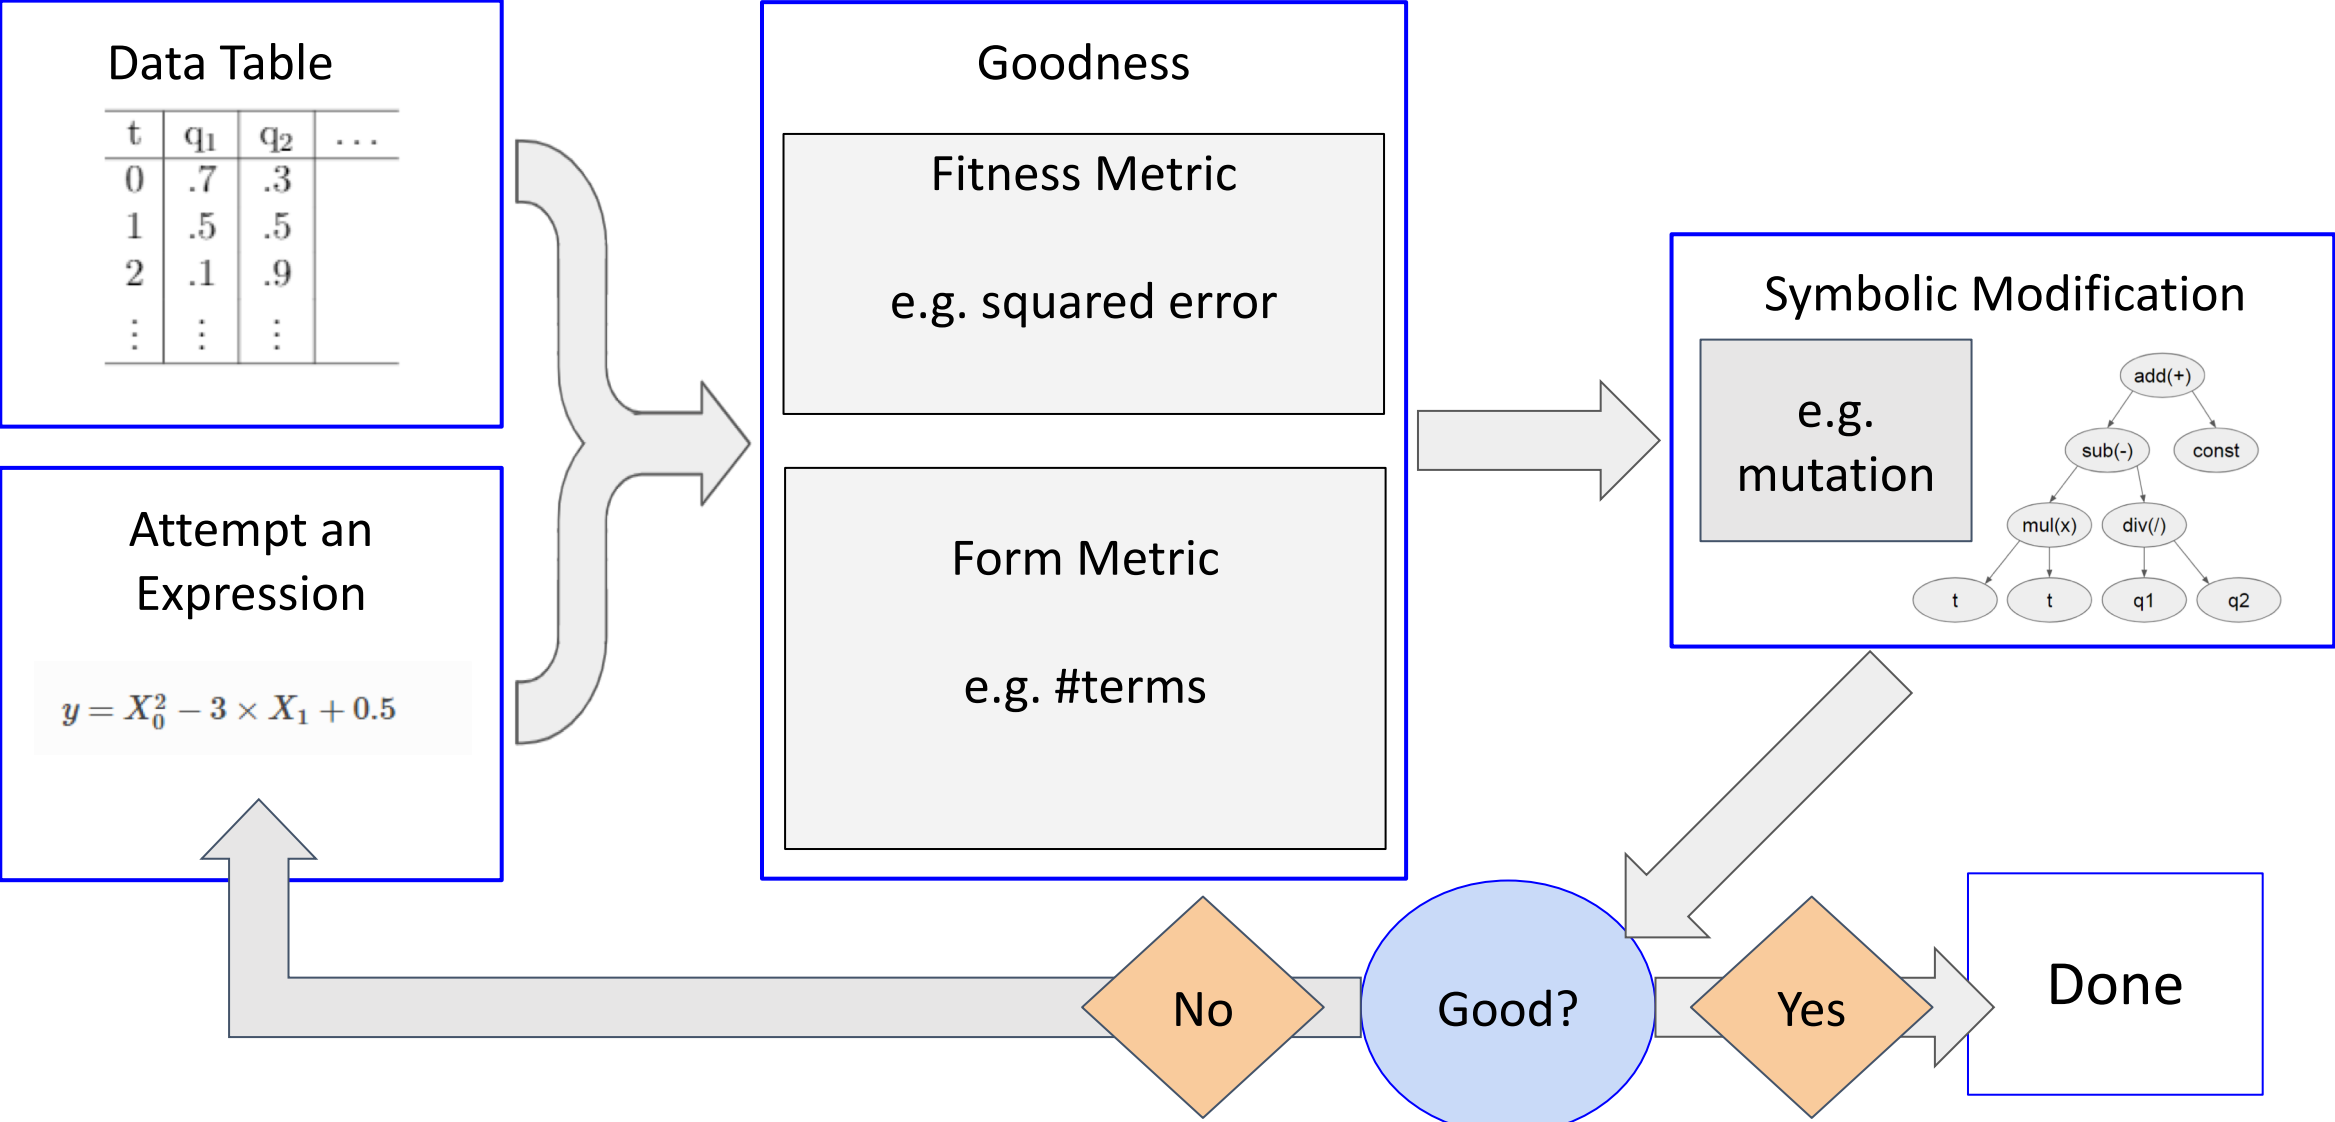 Data Table
t q₁ q₂ ...
0 .7 .3
1 .5 .5
2 .1 .9
⋮ ⋮ ⋮
Attempt an
Expression
y = X₀² − 3 × X₁ + 0.5
Goodness
Fitness Metric
e.g. squared error
Form Metric
e.g. #terms
Symbolic Modification
e.g.
mutation
add(+)
sub(-) const
mul(x) div(/)
t t q1 q2
No
Good?
Yes
Done